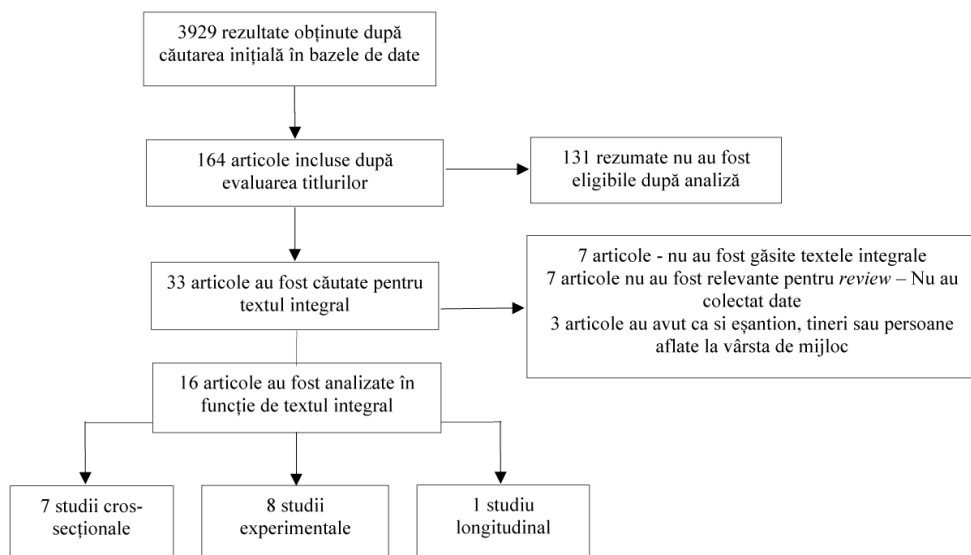 3929 rezultate obținute după
căutarea inițială în bazele de date
164 articole incluse după
evaluarea titlurilor
131 rezumate nu au fost
eligibile după analiză
33 articole au fost căutate pentru
textul integral
7 articole - nu au fost găsite textele integrale
7 articole nu au fost relevante pentru review – Nu au
colectat date
3 articole au avut ca si eșantion, tineri sau persoane
aflate la vârsta de mijloc
16 articole au fost analizate în
funcție de textul integral
7 studii cros-
secționale
8 studii
experimentale
1 studiu
longitudinal